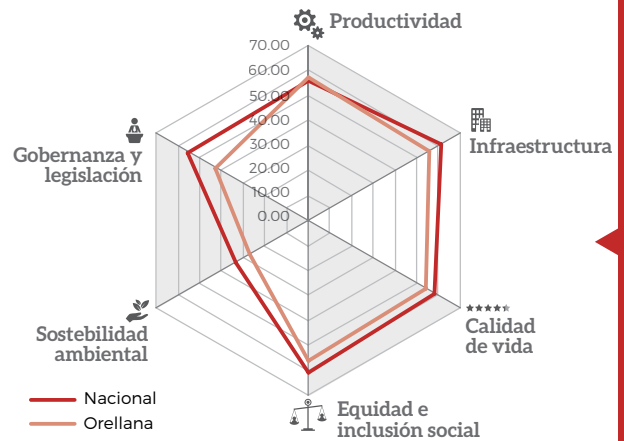 Productividad
70.00
60.00
50.00
40.00
30.00
20.00
10.00
0.00
Infraestructura
Gobernanza y
legislación
Sostebilidad
ambiental
Calidad
de vida
Equidad e
inclusión social
Nacional
Orellana